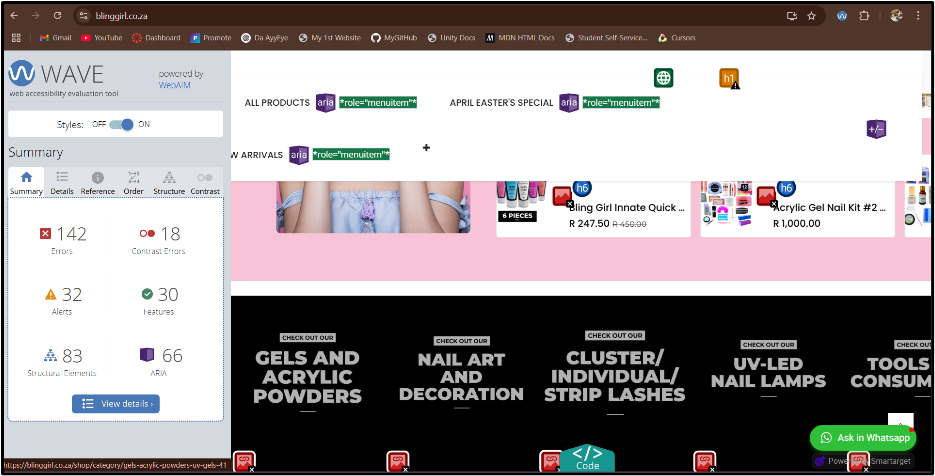 blinggirl.co.za
Gmail YouTube Dashboard Promote Da AyyEye My 1st Website MyGitHub Unity Docs MDN HTML Docs Student Self-Service... Cursors
WAVE
web accessibility evaluation tool
powered by
WebAIM
Styles: OFF ON
Summary
Summary Details Reference Order Structure Contrast
142
Errors
18
Contrast Errors
32
Alerts
30
Features
83
Structural Elements
66
ARIA
View details ›
h1
ALL PRODUCTS aria *role="menuitem"*
APRIL EASTER'S SPECIAL aria *role="menuitem"*
+/-
W ARRIVALS aria *role="menuitem"*
6 PIECES
h6
Bling Girl Innate Quick ...
R 247.50 R 450.00
h6
Acrylic Gel Nail Kit #2 ...
R 1,000.00
CHECK OUT OUR
GELS AND
ACRYLIC
POWDERS
CHECK OUT OUR
NAIL ART
AND
DECORATION
CHECK OUT OUR
CLUSTER/
INDIVIDUAL/
STRIP LASHES
CHECK OUT OUR
UV-LED
NAIL LAMPS
CHECK OUT
TOOLS
CONSUM
Ask in Whatsapp
Smartarget
</> 
Code
https://blinggirl.co.za/shop/category/gels-acrylic-powders-uv-gels-41